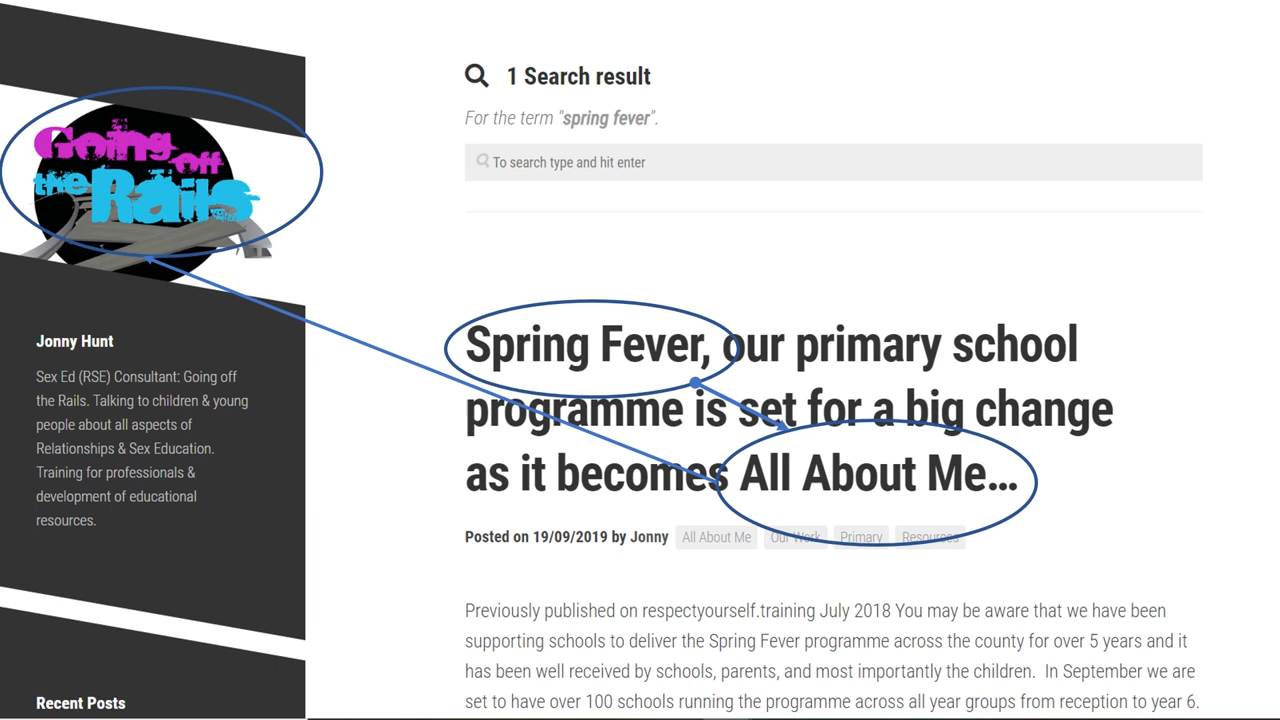 Going off
the Rails
Jonny Hunt
Sex Ed (RSE) Consultant: Going off
the Rails. Talking to children & young
people about all aspects of
Relationships & Sex Education.
Training for professionals &
development of educational
resources.
Recent Posts
1 Search result
For the term "spring fever".
To search type and hit enter
Spring Fever, our primary school
programme is set for a big change
as it becomes All About Me...
Posted on 19/09/2019 by Jonny All About Me Our Work Primary Resources
Previously published on respectyourself.training July 2018 You may be aware that we have been
supporting schools to deliver the Spring Fever programme across the county for over 5 years and it
has been well received by schools, parents, and most importantly the children. In September we are
set to have over 100 schools running the programme across all year groups from reception to year 6.